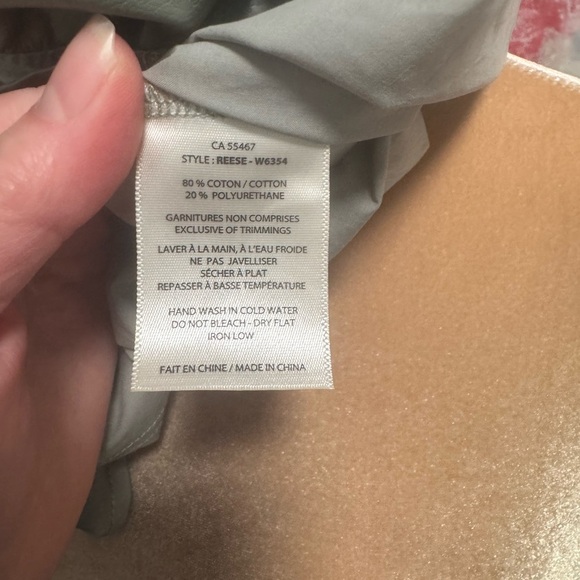 CA 55467
STYLE : REESE - W6354
80 % COTON / COTTON
20 % POLYURETHANE
GARNITURES NON COMPRISES
EXCLUSIVE OF TRIMMINGS
LAVER À LA MAIN, À L'EAU FROIDE
NE PAS JAVELLISER
SÉCHER À PLAT
REPASSER À BASSE TEMPÉRATURE
HAND WASH IN COLD WATER
DO NOT BLEACH - DRY FLAT
IRON LOW
FAIT EN CHINE / MADE IN CHINA